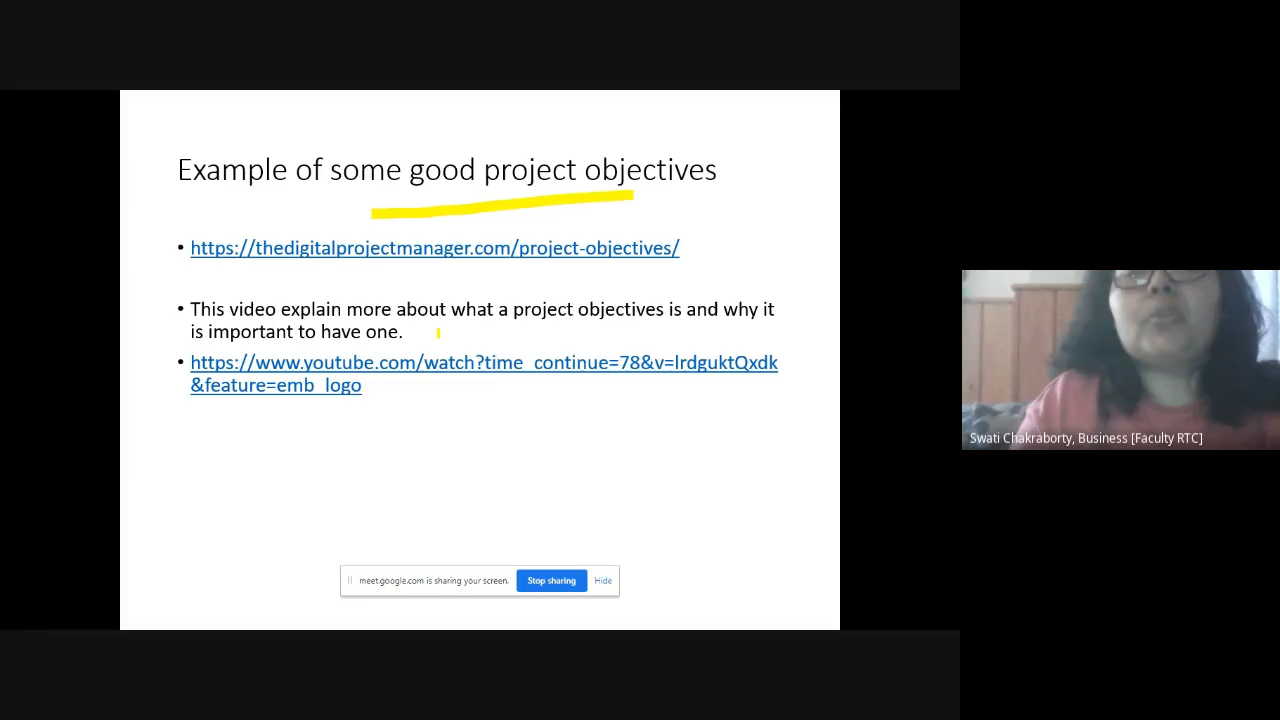 Example of some good project objectives
• https://thedigitalprojectmanager.com/project-objectives/
• This video explain more about what a project objectives is and why it
is important to have one.
• https://www.youtube.com/watch?time_continue=78&v=lrdguktQxdk
&feature=emb_logo
meet.google.com is sharing your screen. Stop sharing Hide
Swati Chakraborty, Business [Faculty RTC]